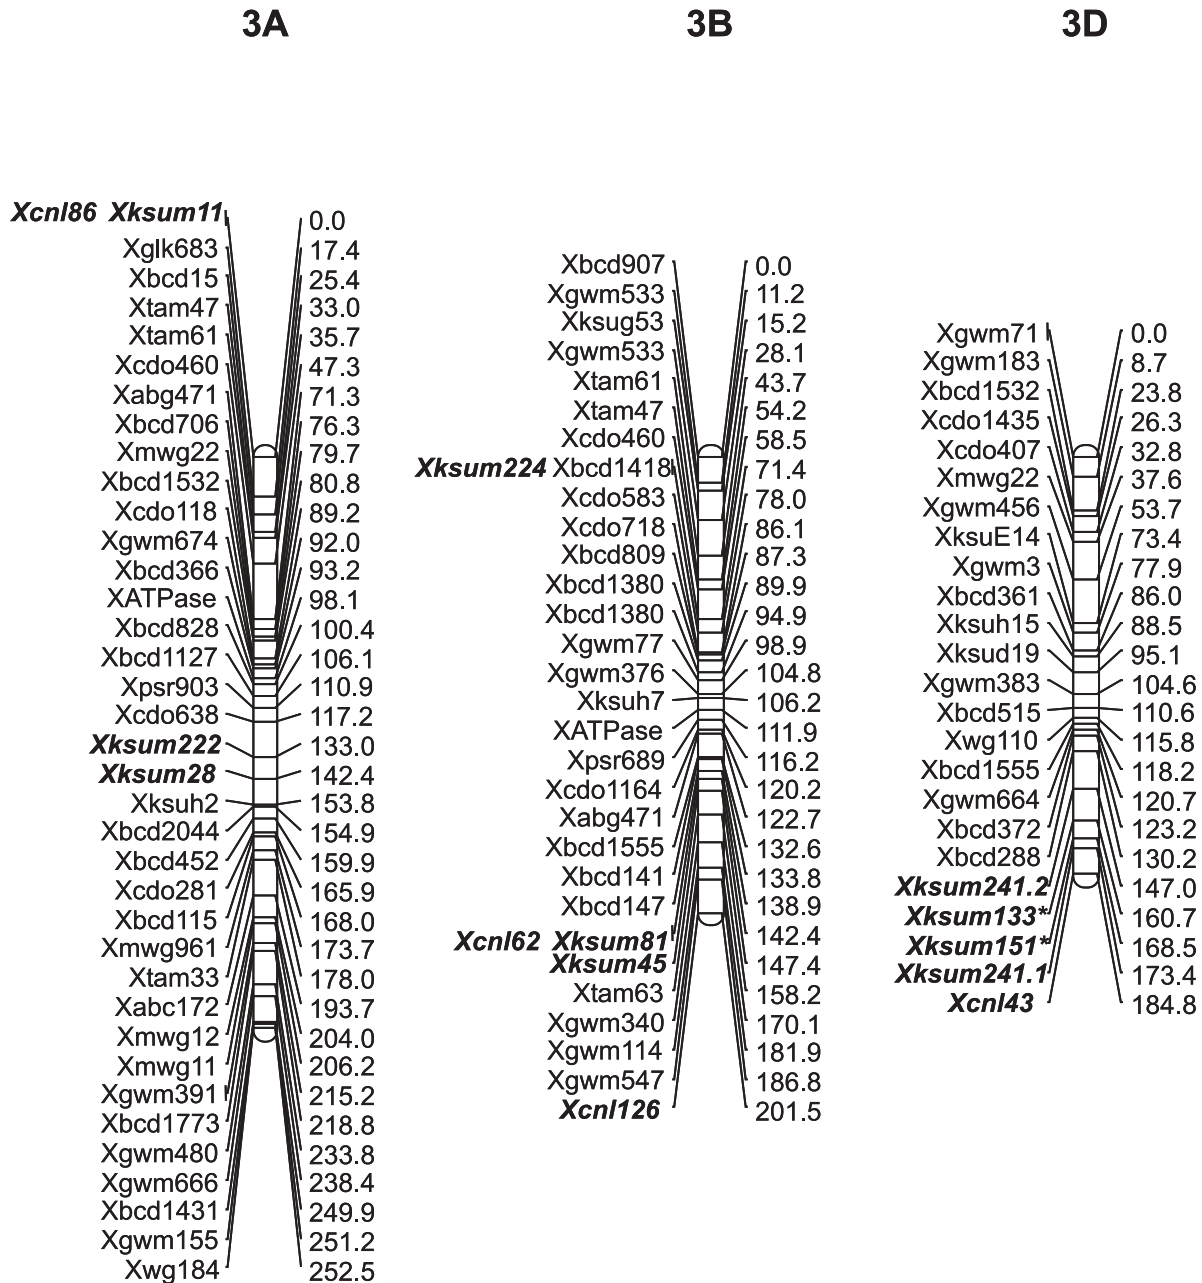 3A
Xcnl86 Xksum11 0.0
Xglk683 17.4
Xbcd15 25.4
Xtam47 33.0
Xtam61 35.7
Xcdo460 47.3
Xabg471 71.3
Xbcd706 76.3
Xmwg22 79.7
Xbcd1532 80.8
Xcdo118 89.2
Xgwm674 92.0
Xbcd366 93.2
XATPase 98.1
Xbcd828 100.4
Xbcd1127 106.1
Xpsr903 110.9
Xcdo638 117.2
Xksum222 133.0
Xksum28 142.4
Xksuh2 153.8
Xbcd2044 154.9
Xbcd452 159.9
Xcdo281 165.9
Xbcd115 168.0
Xmwg961 173.7
Xtam33 178.0
Xabc172 193.7
Xmwg12 204.0
Xmwg11 206.2
Xgwm391 215.2
Xbcd1773 218.8
Xgwm480 233.8
Xgwm666 238.4
Xbcd1431 249.9
Xgwm155 251.2
Xwg184 252.5
3B
Xbcd907 0.0
Xgwm533 11.2
Xksug53 15.2
Xgwm533 28.1
Xtam61 43.7
Xtam47 54.2
Xcdo460 58.5
Xksum224 Xbcd1418 71.4
Xcdo583 78.0
Xcdo718 86.1
Xbcd809 87.3
Xbcd1380 89.9
Xbcd1380 94.9
Xgwm77 98.9
Xgwm376 104.8
Xksuh7 106.2
XATPase 111.9
Xpsr689 116.2
Xcdo1164 120.2
Xabg471 122.7
Xbcd1555 132.6
Xbcd141 133.8
Xbcd147 138.9
Xcnl62 Xksum81 142.4
Xksum45 147.4
Xtam63 158.2
Xgwm340 170.1
Xgwm114 181.9
Xgwm547 186.8
Xcnl126 201.5
3D
Xgwm71 0.0
Xgwm183 8.7
Xbcd1532 23.8
Xcdo1435 26.3
Xcdo407 32.8
Xmwg22 37.6
Xgwm456 53.7
XksuE14 73.4
Xgwm3 77.9
Xbcd361 86.0
Xksuh15 88.5
Xksud19 95.1
Xgwm383 104.6
Xbcd515 110.6
Xwg110 115.8
Xbcd1555 118.2
Xgwm664 120.7
Xbcd372 123.2
Xbcd288 130.2
Xksum241.2 147.0
Xksum133* 160.7
Xksum151* 168.5
Xksum241.1 173.4
Xcnl43 184.8